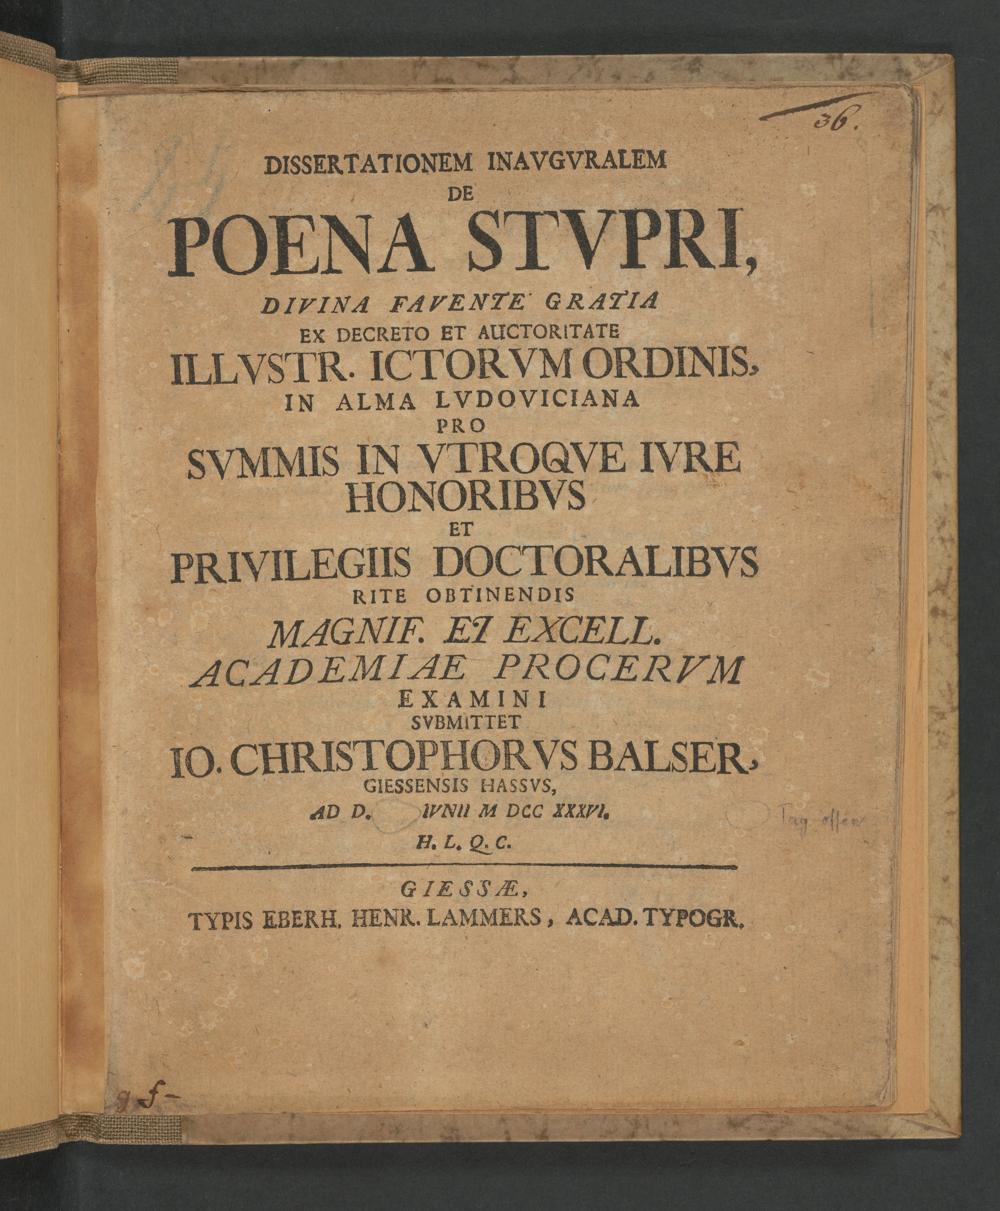 36.
DISSERTATIONEM INAVGVRALEM
DE
POENA STVPRI,
DIVINA FAVENTE GRATIA
EX DECRETO ET AUCTORITATE
ILLVSTR. ICTORVM ORDINIS,
IN ALMA LVDOVICIANA
PRO
SVMMIS IN VTROQVE IVRE
HONORIBVS
ET
PRIVILEGIIS DOCTORALIBVS
RITE OBTINENDIS
MAGNIF. ET EXCELL.
ACADEMIAE PROCERVM
EXAMINI
SVBMITTET
IO. CHRISTOPHORVS BALSER,
GIESSENSIS HASSVS,
AD D. IVNII M DCC XXXVI.
Tag offen
H. L. Q. C.
GIESSÆ,
TYPIS EBERH. HENR. LAMMERS, ACAD. TYPOGR.